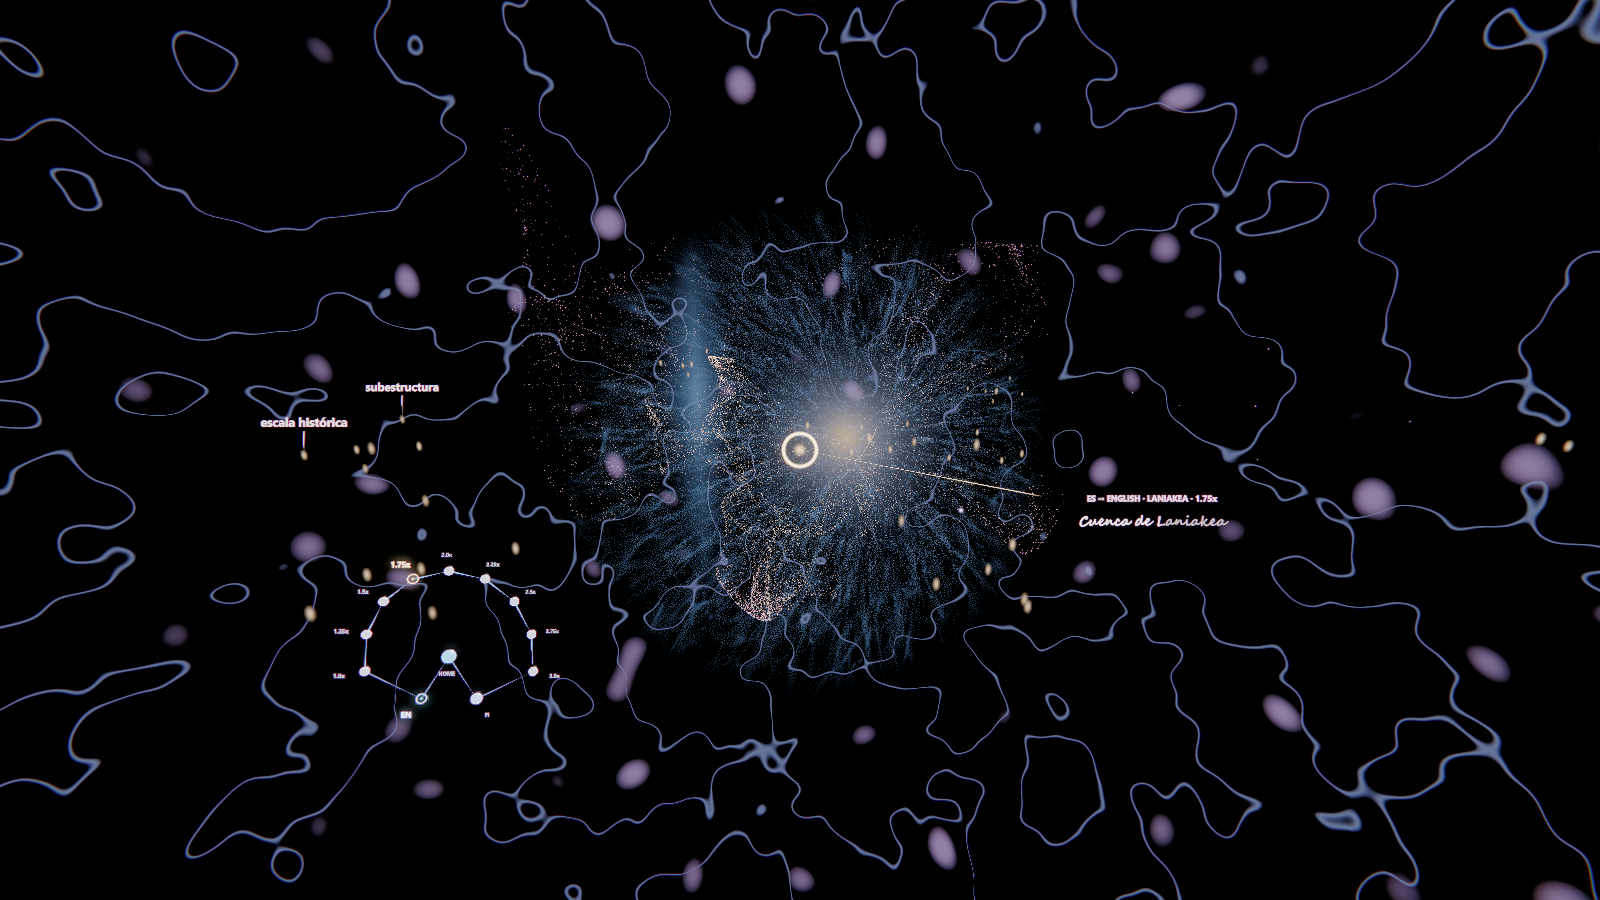 subestructura
escala histórica
ES ↔ ENGLISH · LANIAKEA · 1.75x
Cuenca de Laniakea
2.0x
1.75x
2.25x
1.5x
2.5x
1.25x
2.75x
HOME
1.0x
3.0x
EN
FI